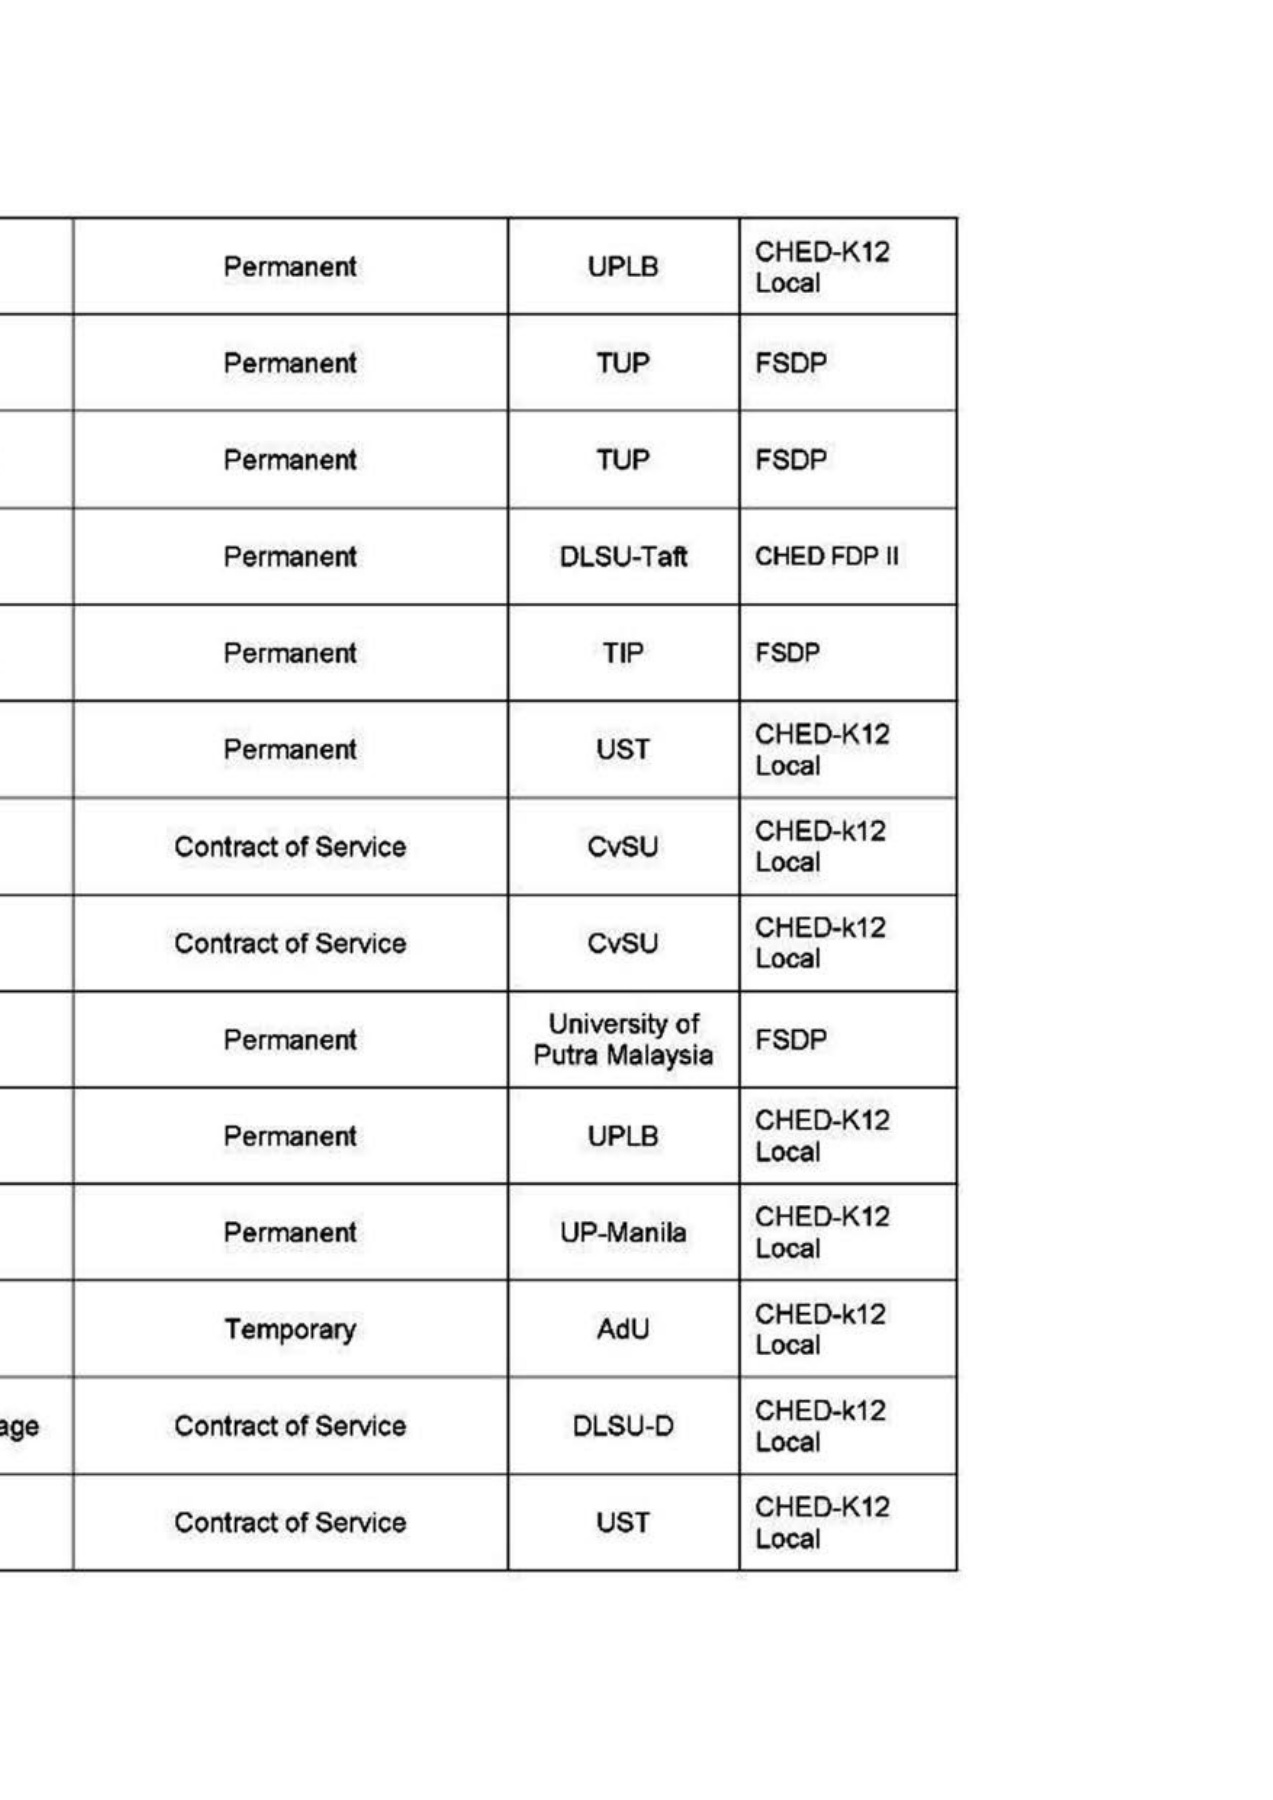 Permanent UPLB CHED-K12
Local
Permanent TUP FSDP
Permanent TUP FSDP
Permanent DLSU-Taft CHED FDP II
Permanent TIP FSDP
Permanent UST CHED-K12
Local
Contract of Service CvSU CHED-k12
Local
Contract of Service CvSU CHED-k12
Local
Permanent University of
Putra Malaysia FSDP
Permanent UPLB CHED-K12
Local
Permanent UP-Manila CHED-K12
Local
Temporary AdU CHED-k12
Local
age Contract of Service DLSU-D CHED-k12
Local
Contract of Service UST CHED-K12
Local